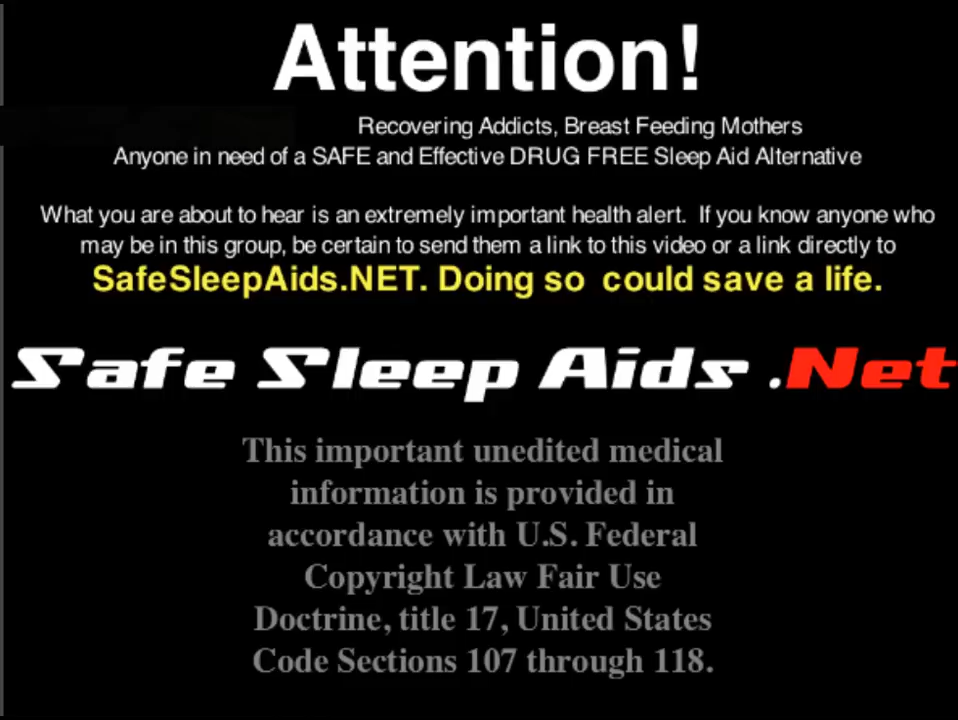 Attention!
Recovering Addicts, Breast Feeding Mothers
Anyone in need of a SAFE and Effective DRUG FREE Sleep Aid Alternative
What you are about to hear is an extremely important health alert. If you know anyone who
may be in this group, be certain to send them a link to this video or a link directly to
SafeSleepAids.NET. Doing so could save a life.
Safe Sleep Aids .Net
This important unedited medical
information is provided in
accordance with U.S. Federal
Copyright Law Fair Use
Doctrine, title 17, United States
Code Sections 107 through 118.